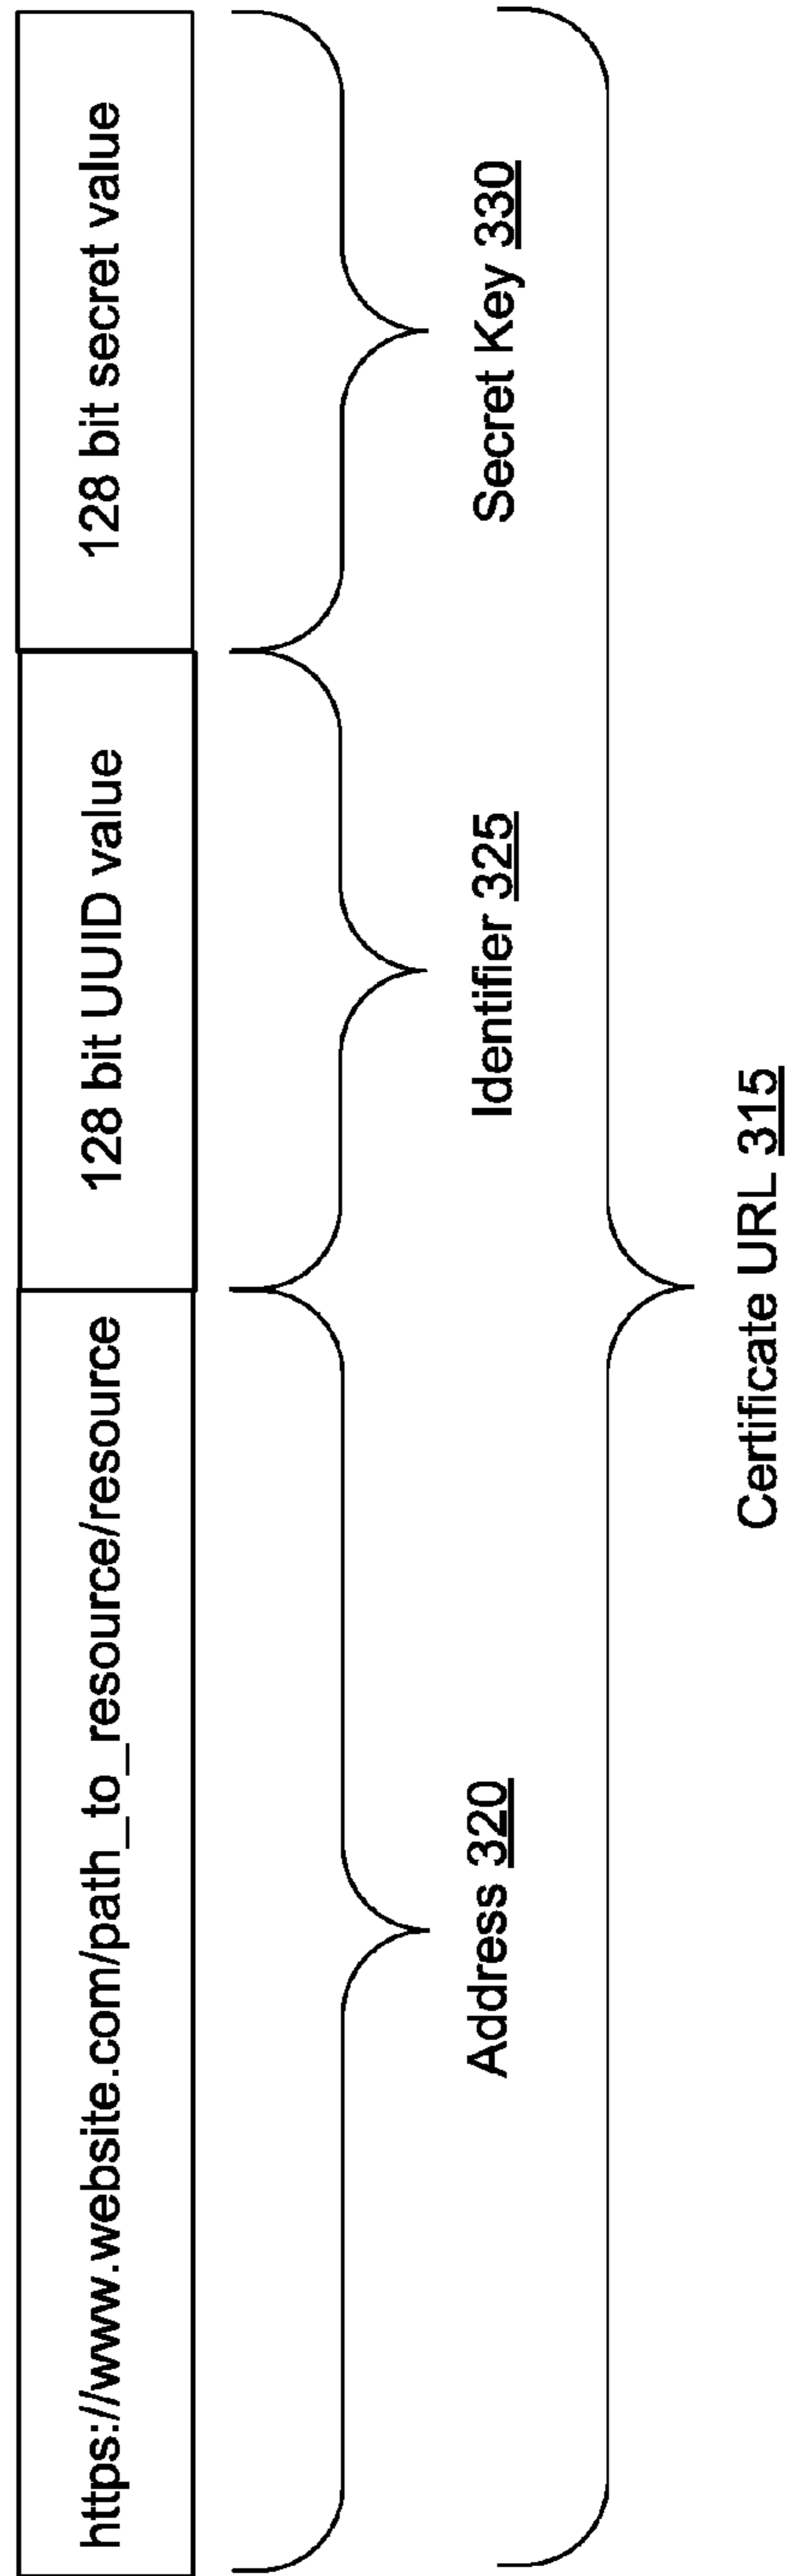 https://www.website.com/path_to_resource/resource
128 bit UUID value
128 bit secret value
Address 320
Identifier 325
Secret Key 330
Certificate URL 315